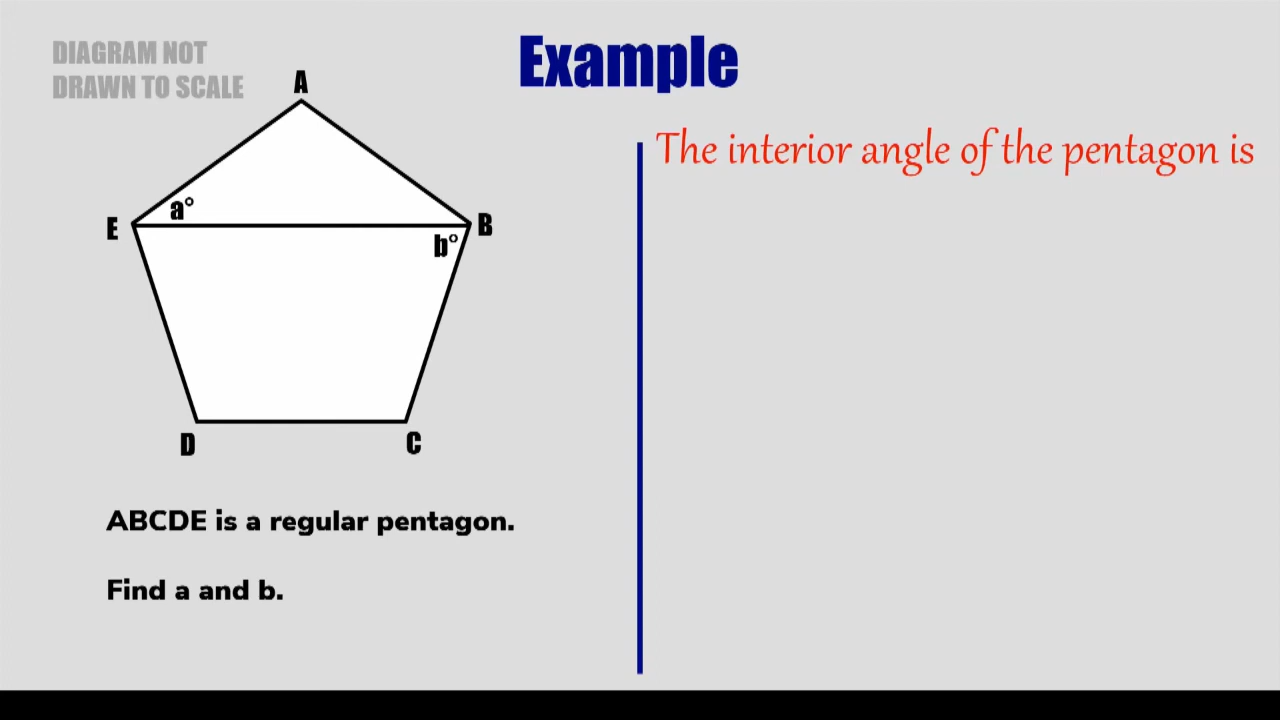 DIAGRAM NOT
DRAWN TO SCALE
Example
A
The interior angle of the pentagon is
a°
E
B
b°
D
C
ABCDE is a regular pentagon.
Find a and b.